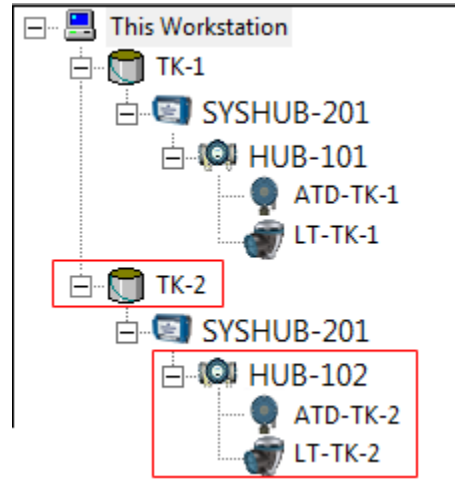 This Workstation
TK-1
SYSHUB-201
HUB-101
ATD-TK-1
LT-TK-1
TK-2
SYSHUB-201
HUB-102
ATD-TK-2
LT-TK-2